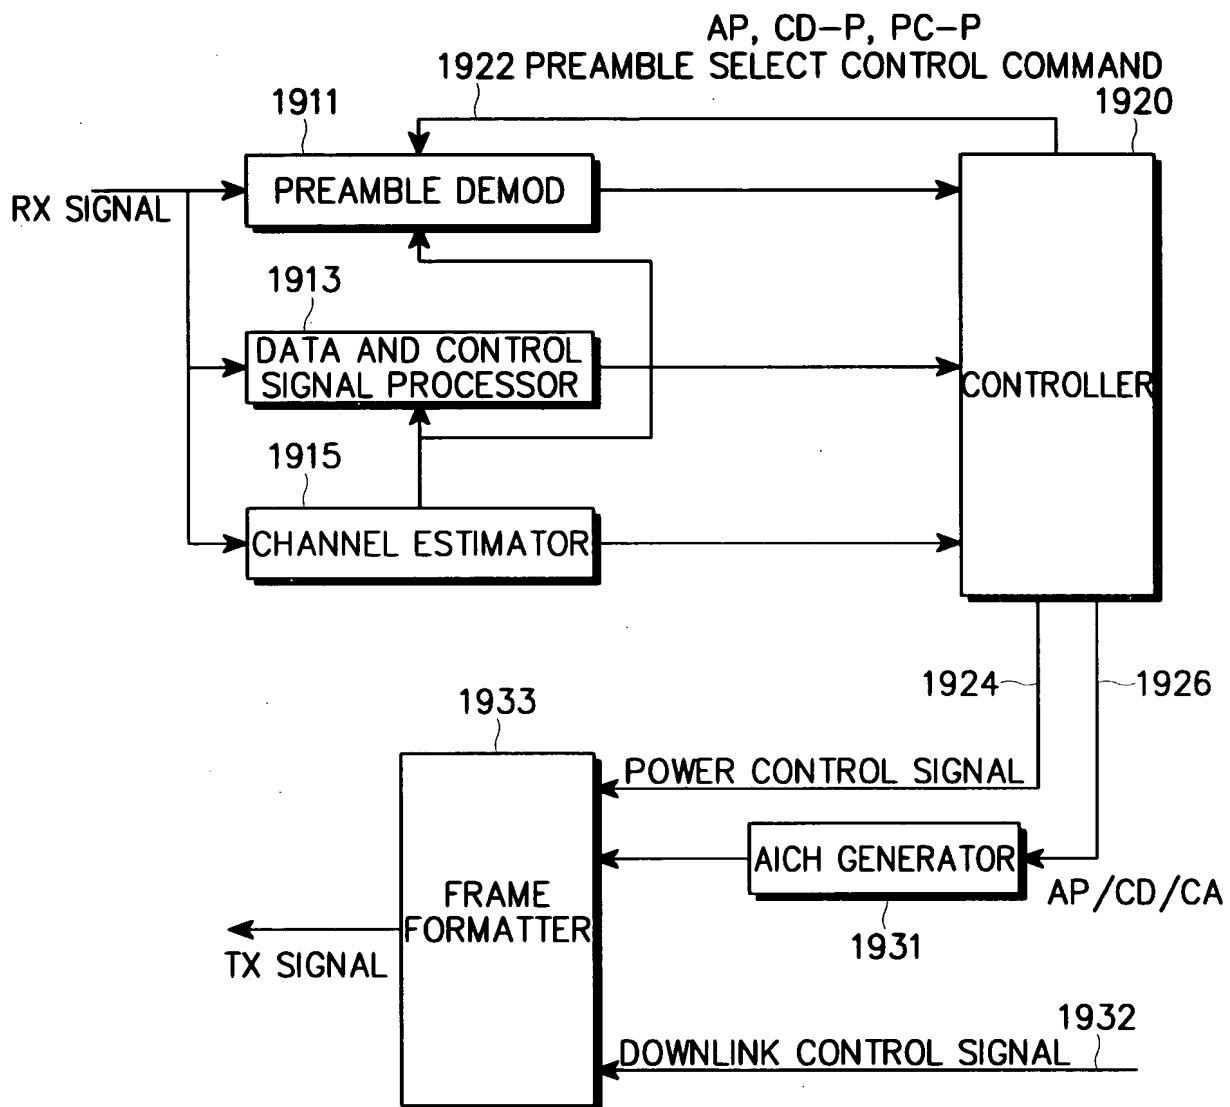 AP, CD-P, PC-P
1922 PREAMBLE SELECT CONTROL COMMAND
1911
1920
PREAMBLE DEMOD
RX SIGNAL
1913
DATA AND CONTROL
SIGNAL PROCESSOR
CONTROLLER
1915
CHANNEL ESTIMATOR
1924
1926
1933
POWER CONTROL SIGNAL
AICH GENERATOR
AP/CD/CA
FRAME
FORMATTER
1931
TX SIGNAL
1932
DOWNLINK CONTROL SIGNAL